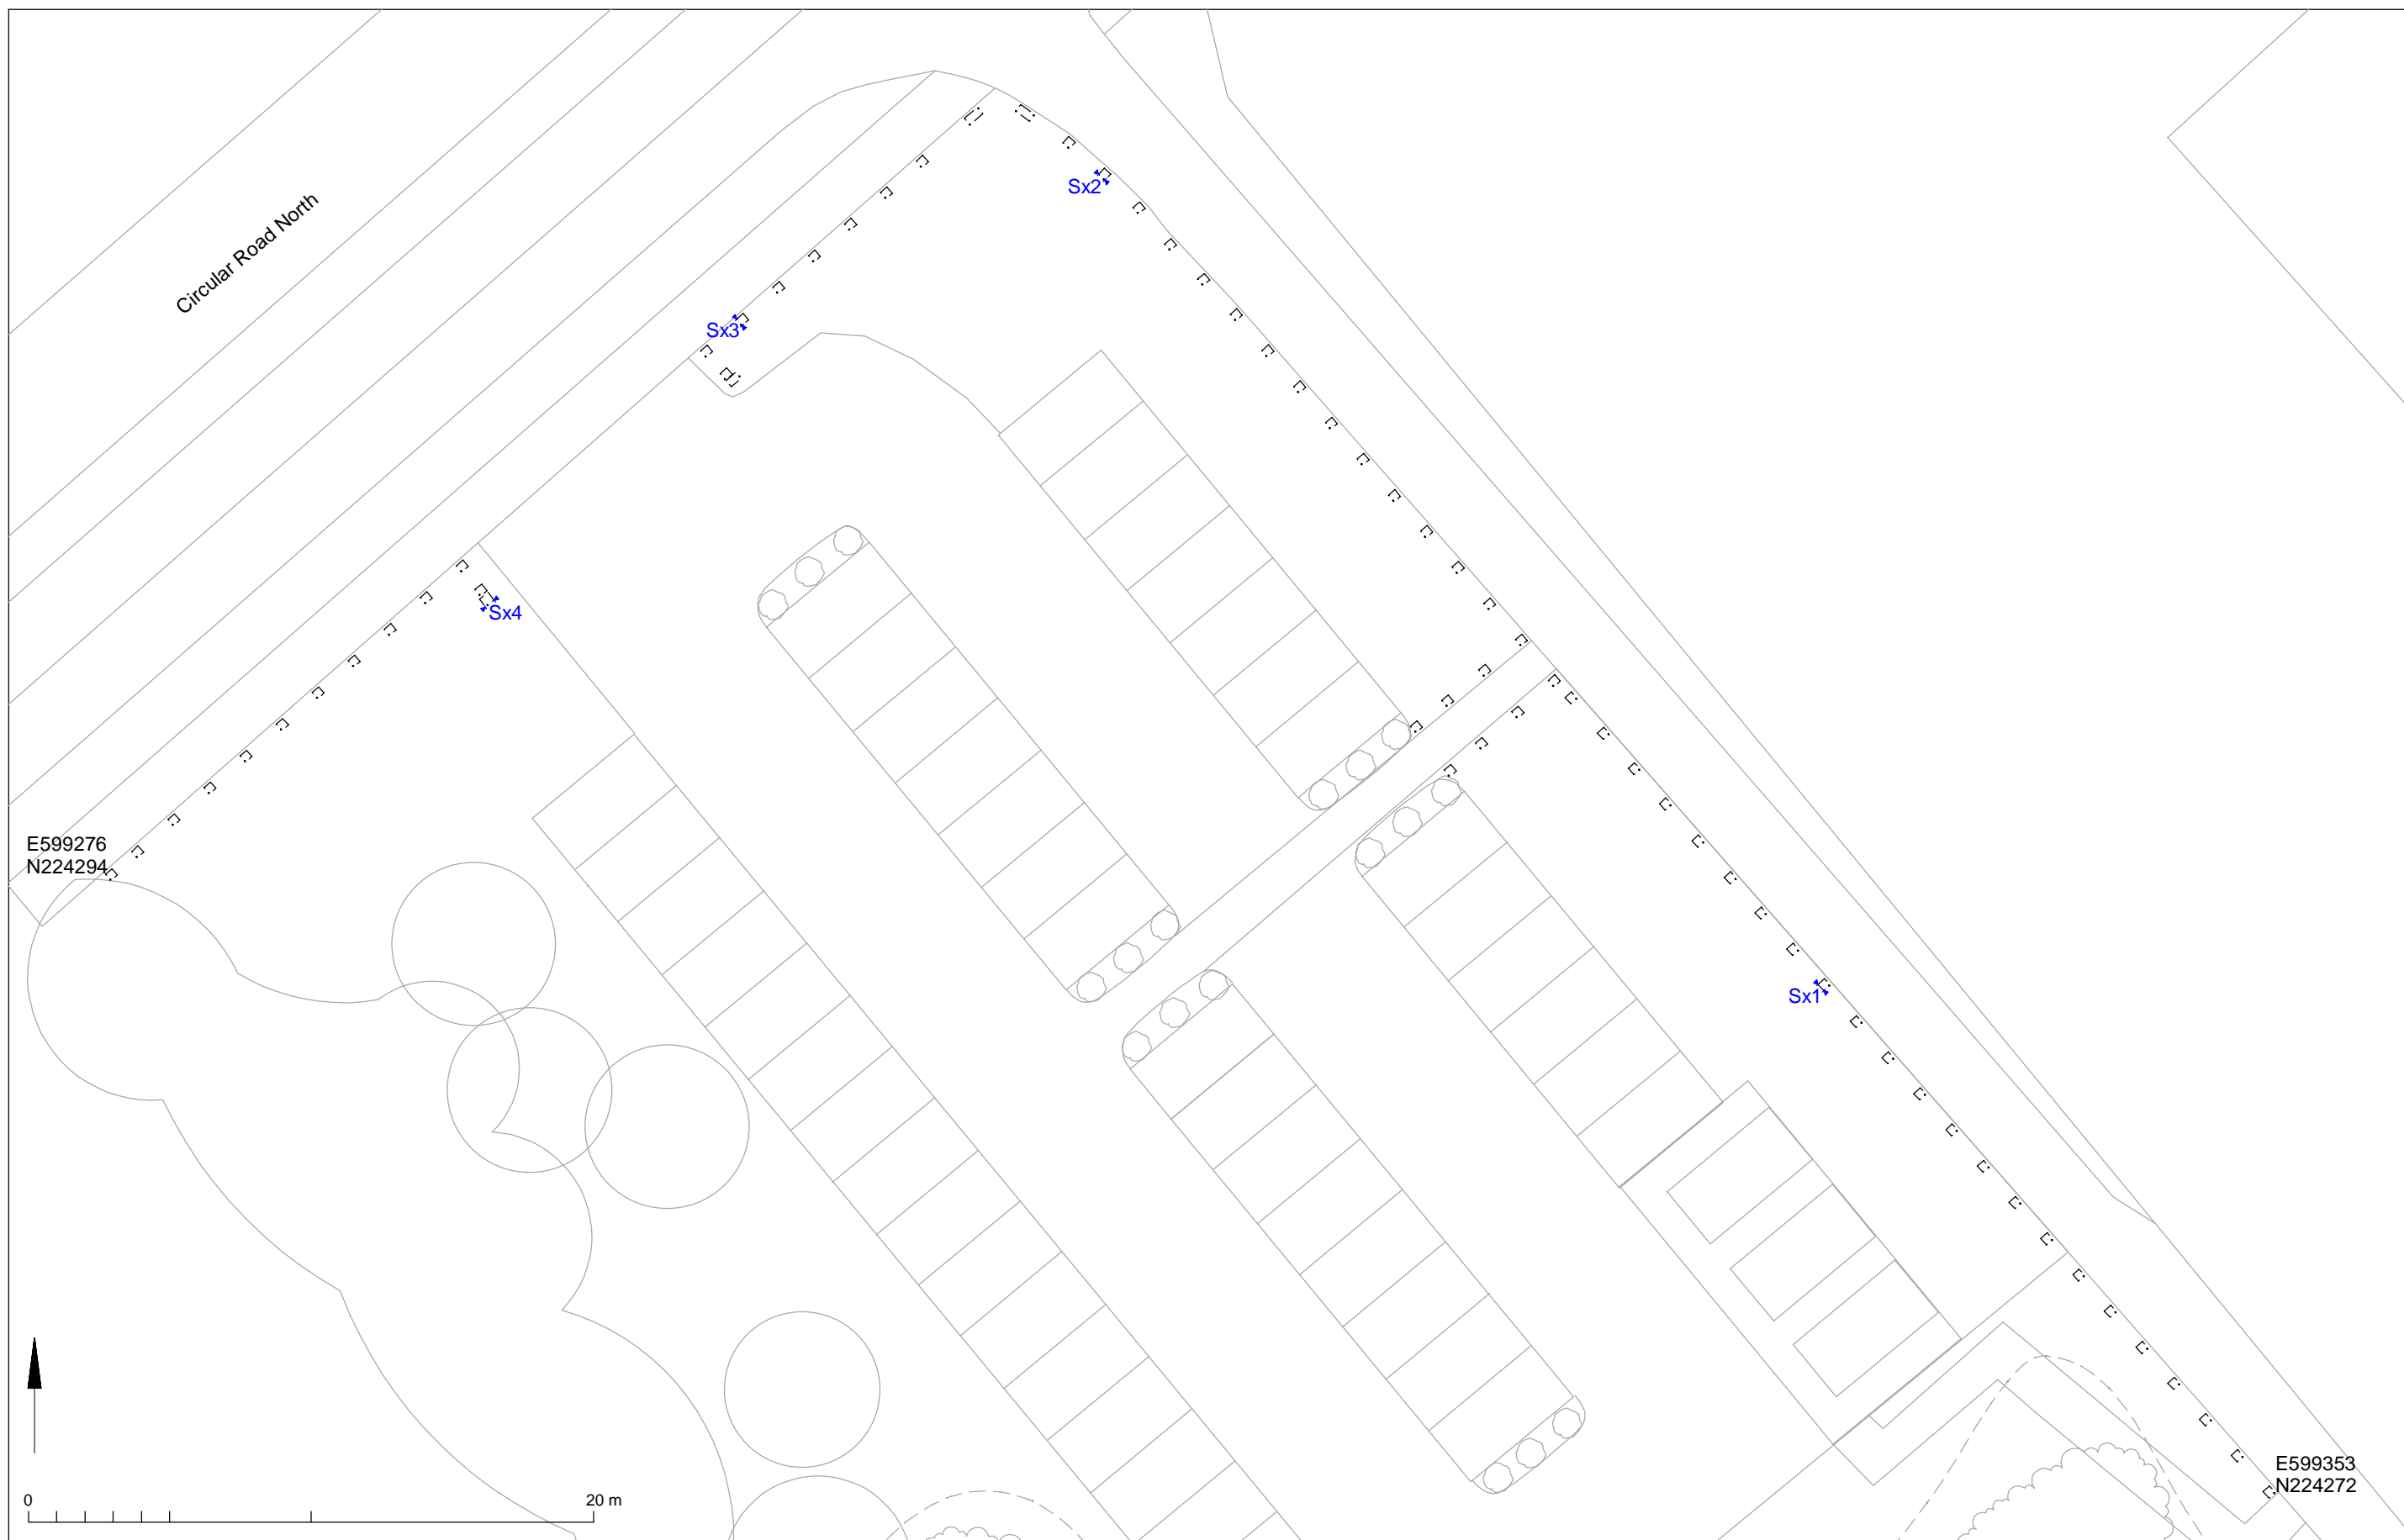 Circular Road North
Sx2
Sx3
Sx4
E599276
N224294
Sx1
E599353
N224272
0
20 m